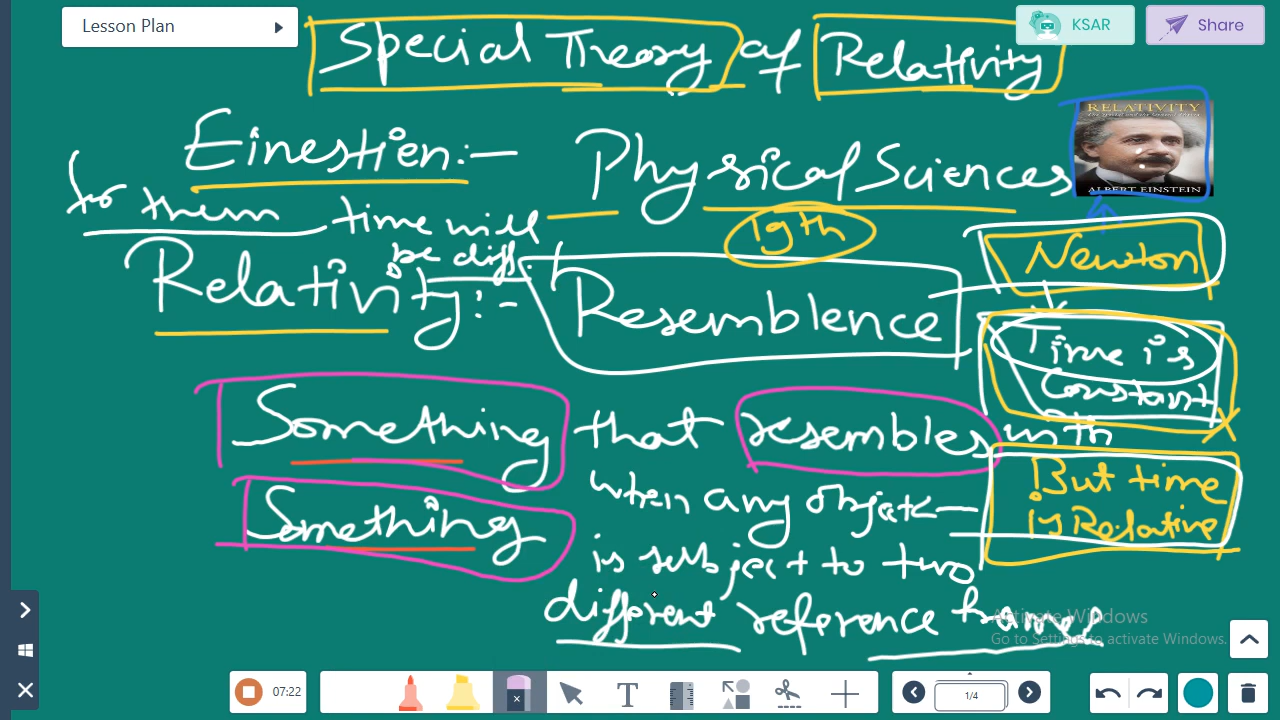 Lesson Plan
KSAR
Share
Special Theory of Relativity
Einestien:- Physical Sciences
RELATIVITY
ALBERT EINSTEIN
for them time will
be diff.
19th
Newton
Relativity:- Resemblence
Time is
Constant
Something that resembles with
Something
when any objate
is subject to two
different reference frames
But time
is Relative
Activate Windows
Go to Settings to activate Windows.
07:22
1/4